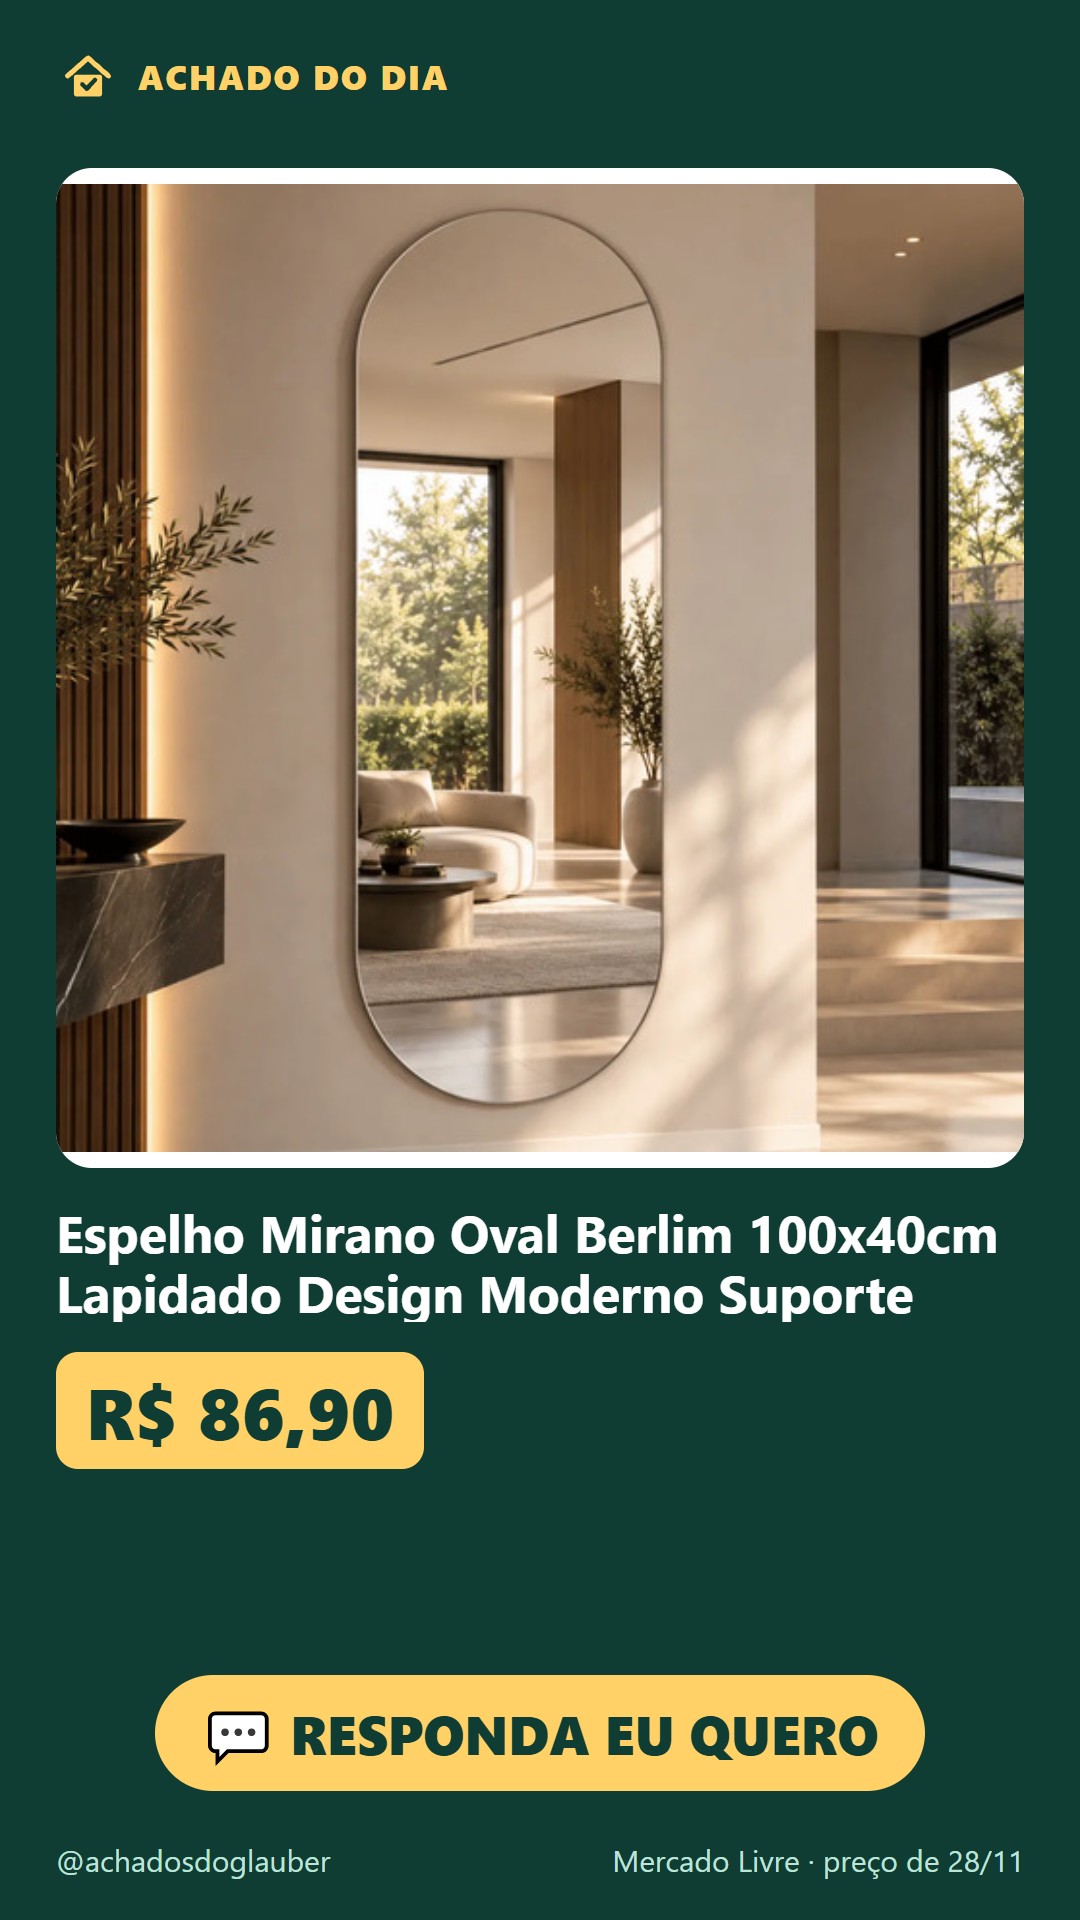 ACHADO DO DIA
Espelho Mirano Oval Berlim 100x40cm
Lapidado Design Moderno Suporte
R$ 86,90
💬 RESPONDA EU QUERO
@achadosdoglauber
Mercado Livre · preço de 28/11